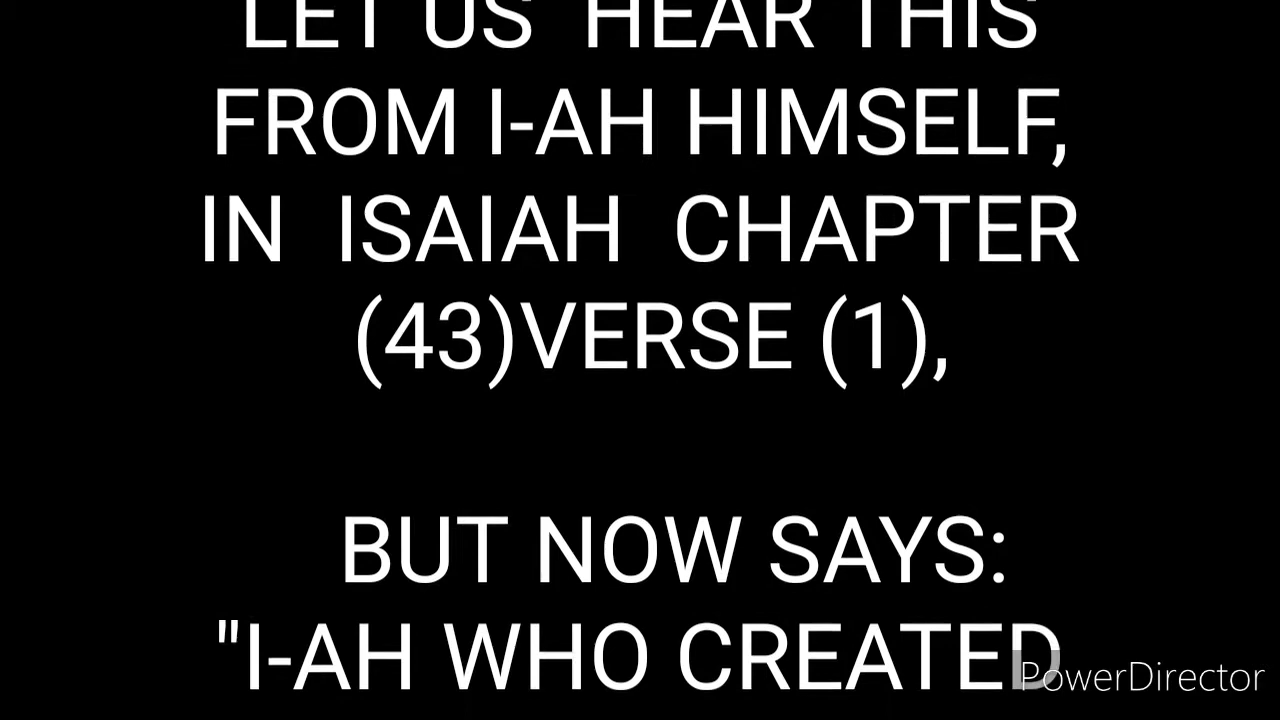 LET US HEAR THIS
FROM I-AH HIMSELF,
IN ISAIAH CHAPTER
(43)VERSE (1),
BUT NOW SAYS:
"I-AH WHO CREATED
PowerDirector